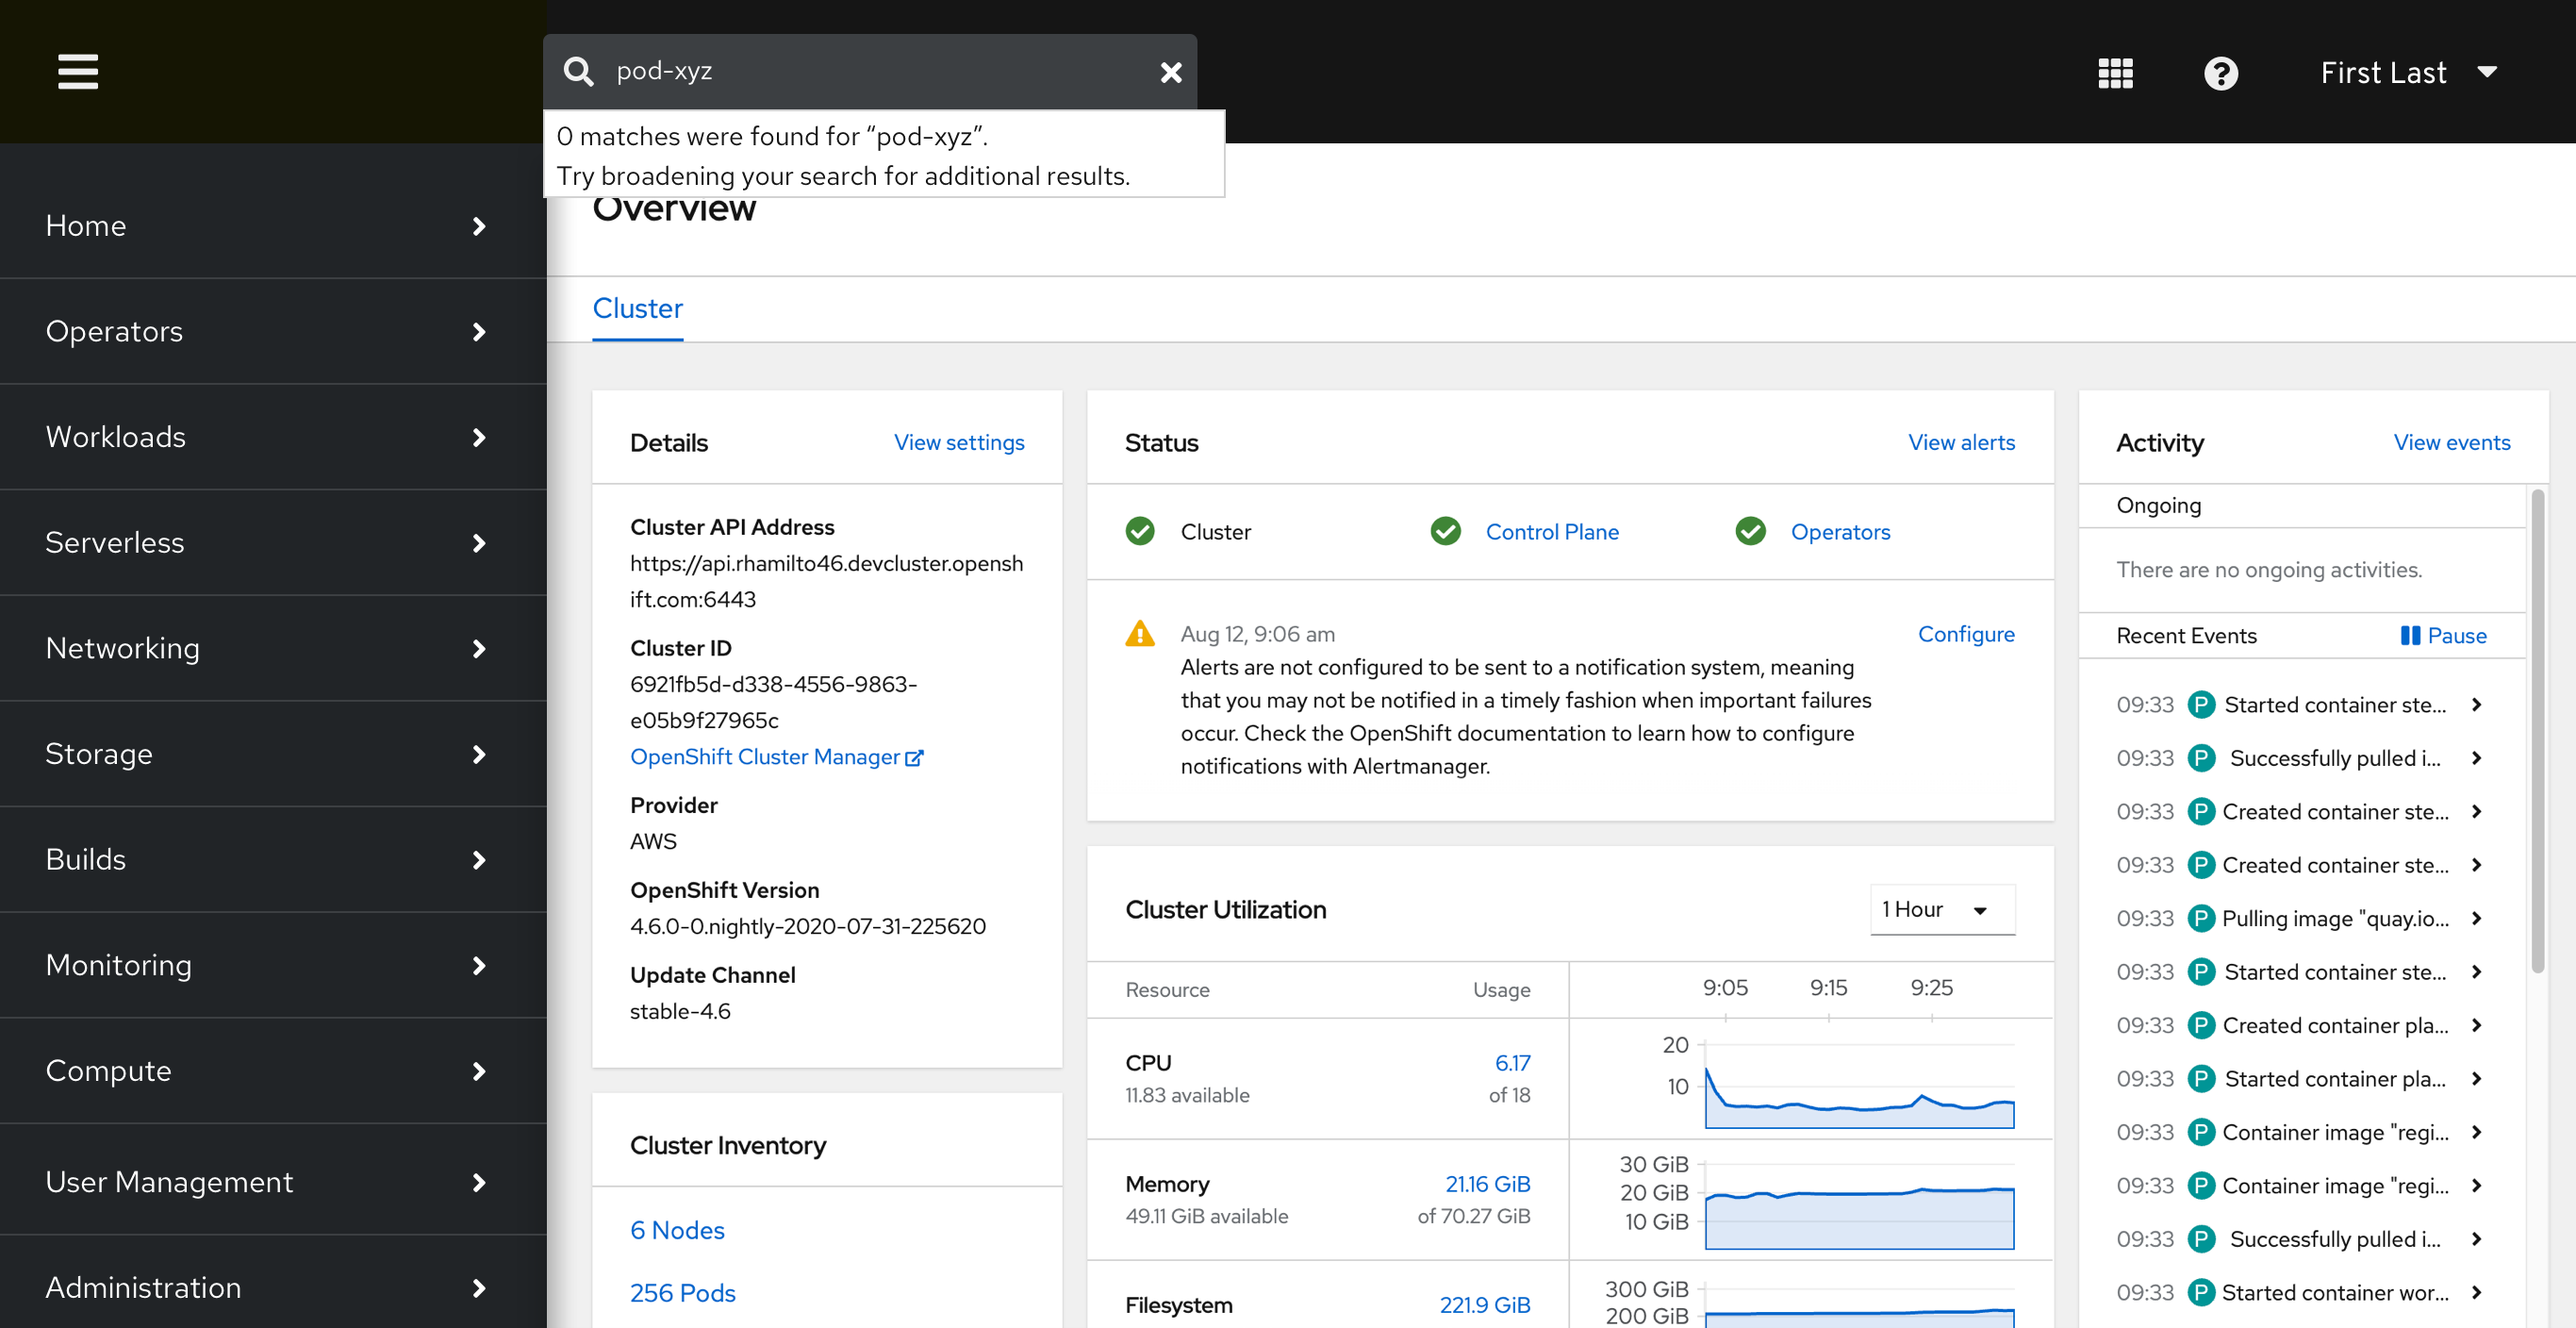 pod-xyz
First Last
0 matches were found for “pod-xyz”.
Try broadening your search for additional results.
Home
Operators
Workloads
Serverless
Networking
Storage
Builds
Monitoring
Compute
User Management
Administration
Overview
Cluster
Details
View settings
Cluster API Address
https://api.rhamilto46.devcluster.opensh
ift.com:6443
Cluster ID
6921fb5d-d338-4556-9863-
e05b9f27965c
OpenShift Cluster Manager
Provider
AWS
OpenShift Version
4.6.0-0.nightly-2020-07-31-225620
Update Channel
stable-4.6
Cluster Inventory
6 Nodes
256 Pods
Status
View alerts
Cluster
Control Plane
Operators
Aug 12, 9:06 am
Configure
Alerts are not configured to be sent to a notification system, meaning
that you may not be notified in a timely fashion when important failures
occur. Check the OpenShift documentation to learn how to configure
notifications with Alertmanager.
Cluster Utilization
1 Hour
Resource
Usage
9:05
9:15
9:25
CPU
6.17
11.83 available
of 18
20
10
Memory
21.16 GiB
49.11 GiB available
of 70.27 GiB
30 GiB
20 GiB
10 GiB
Filesystem
221.9 GiB
300 GiB
200 GiB
Activity
View events
Ongoing
There are no ongoing activities.
Recent Events
Pause
09:33 P Started container ste...
09:33 P Successfully pulled i...
09:33 P Created container ste...
09:33 P Created container ste...
09:33 P Pulling image "quay.io...
09:33 P Started container ste...
09:33 P Created container pla...
09:33 P Started container pla...
09:33 P Container image "regi...
09:33 P Container image "regi...
09:33 P Successfully pulled i...
09:33 P Started container wor...